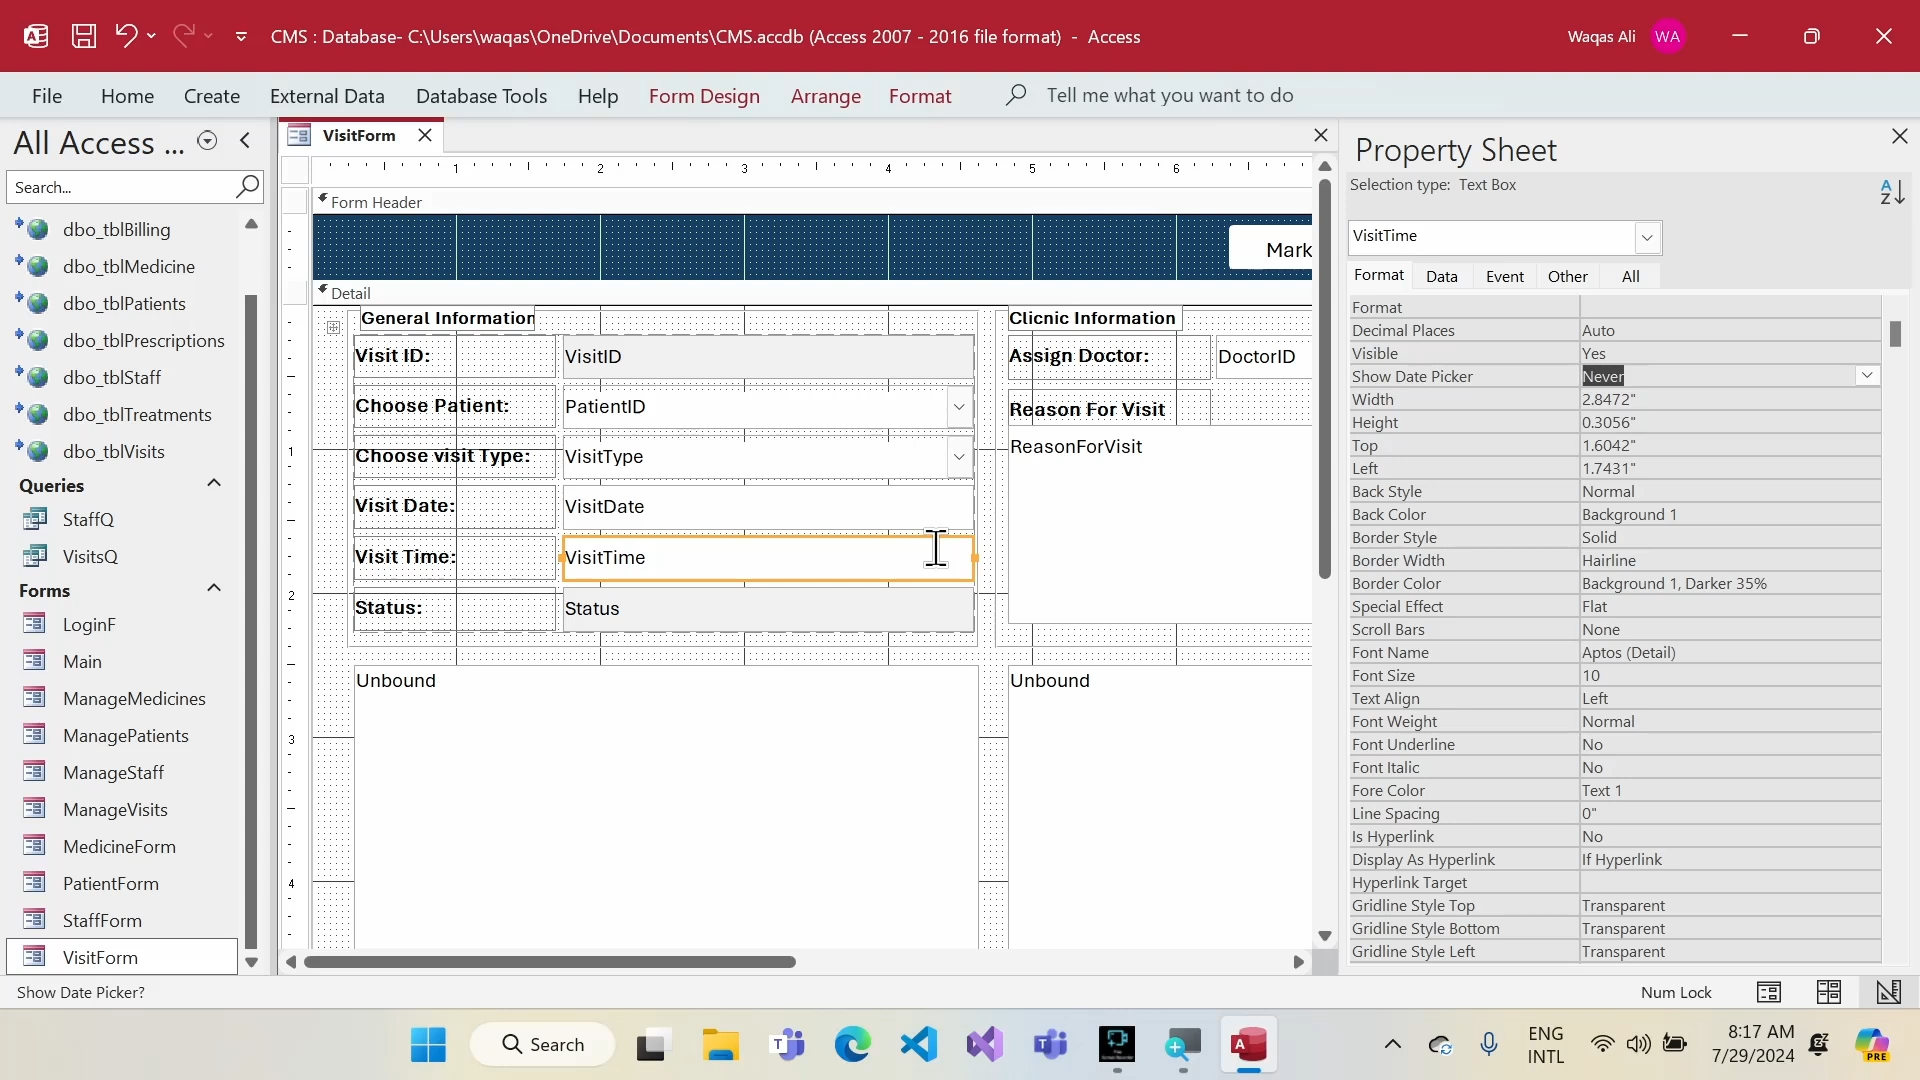 CMS : Database- C:\Users\waqas\OneDrive\Documents\CMS.accdb (Access 2007 - 2016 file format) - Access
Waqas Ali
WA
File
Home
Create
External Data
Database Tools
Help
Form Design
Arrange
Format
Tell me what you want to do
All Access ...
Search...
dbo_tblBilling
dbo_tblMedicine
dbo_tblPatients
dbo_tblPrescriptions
dbo_tblStaff
dbo_tblTreatments
dbo_tblVisits
Queries
StaffQ
VisitsQ
Forms
LoginF
Main
ManageMedicines
ManagePatients
ManageStaff
ManageVisits
MedicineForm
PatientForm
StaffForm
VisitForm
VisitForm
1 2 3 4 5 6
Form Header
Mark
Detail
General Information
Visit ID: VisitID
Choose Patient: PatientID
Choose visit Type: VisitType
Visit Date: VisitDate
Visit Time: VisitTime
Status: Status
Clicnic Information
Assign Doctor: DoctorID
Reason For Visit
ReasonForVisit
Unbound
Unbound
1
2
3
4
Property Sheet
Selection type: Text Box
A
Z
VisitTime
Format
Data
Event
Other
All
Format
Decimal Places Auto
Visible Yes
Show Date Picker Never
Width 2.8472"
Height 0.3056"
Top 1.6042"
Left 1.7431"
Back Style Normal
Back Color Background 1
Border Style Solid
Border Width Hairline
Border Color Background 1, Darker 35%
Special Effect Flat
Scroll Bars None
Font Name Aptos (Detail)
Font Size 10
Text Align Left
Font Weight Normal
Font Underline No
Font Italic No
Fore Color Text 1
Line Spacing 0"
Is Hyperlink No
Display As Hyperlink If Hyperlink
Hyperlink Target
Gridline Style Top Transparent
Gridline Style Bottom Transparent
Gridline Style Left Transparent
Show Date Picker?
Num Lock
Search
ENG
INTL
8:17 AM
7/29/2024
PRE